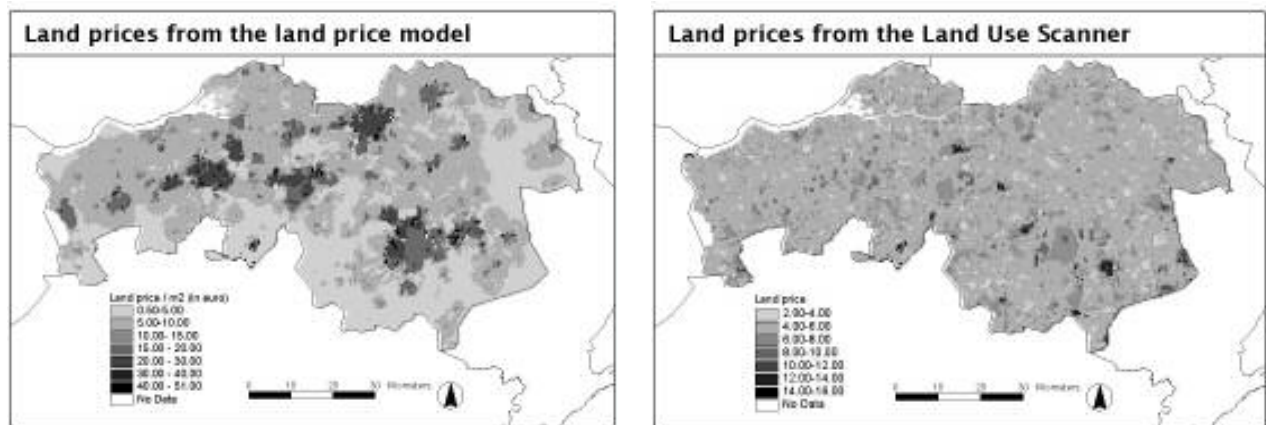 Land prices from the land price model
Land price / m2 (in euro)
0.50-5.00
5.00-10.00
10.00 - 15.00
15.00 - 20.00
20.00 - 30.00
30.00 - 40.00
40.00 - 51.00
No Data
0 10 20 30 Kilometers
Land prices from the Land Use Scanner
Land price
2.00-4.00
4.00-6.00
6.00-8.00
8.00-10.00
10.00-12.00
12.00-14.00
14.00-16.00
No Data
0 10 20 30 Kilometers